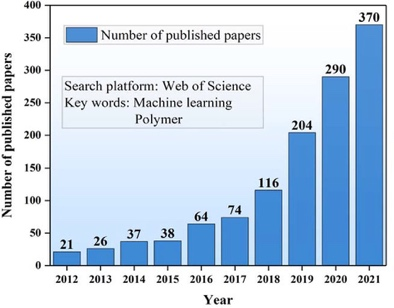 Number of published papers
400
350
300
250
200
150
100
50
0
Number of published papers
Search platform: Web of Science
Key words: Machine learning
Polymer
21
26
37
38
64
74
116
204
290
370
2012 2013 2014 2015 2016 2017 2018 2019 2020 2021
Year